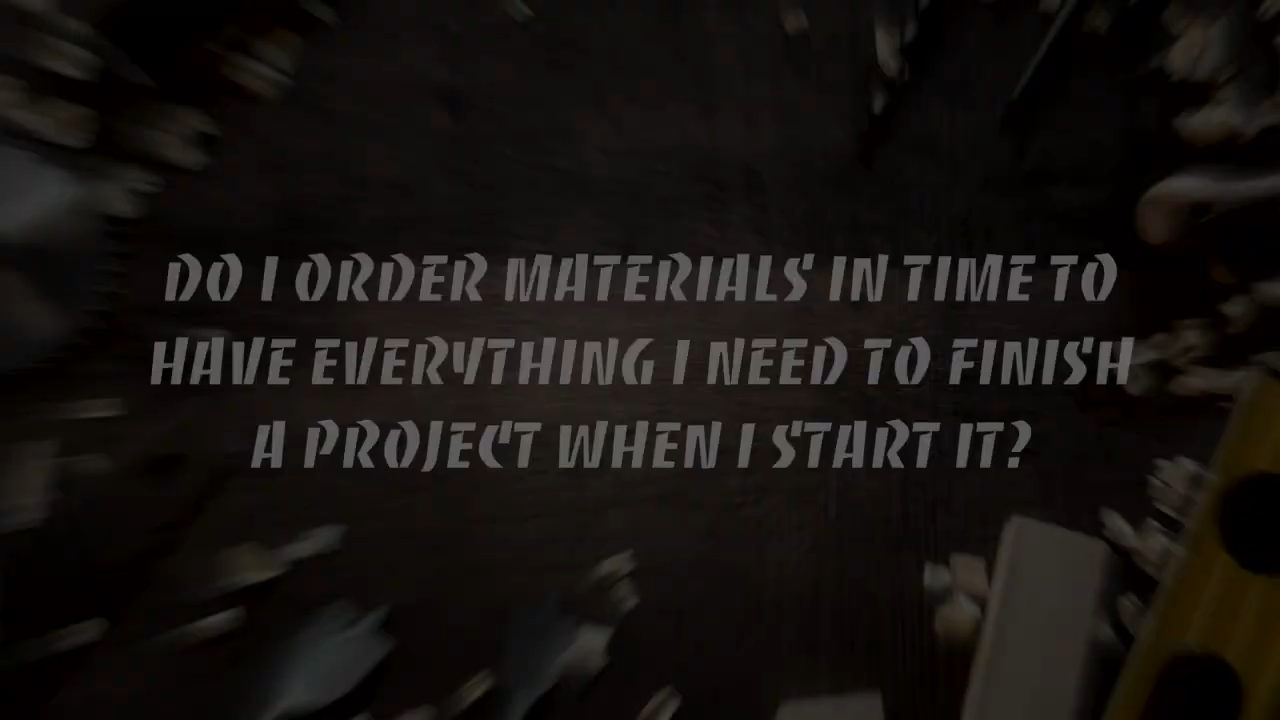 DO I ORDER MATERIALS IN TIME TO
HAVE EVERYTHING I NEED TO FINISH
A PROJECT WHEN I START IT?